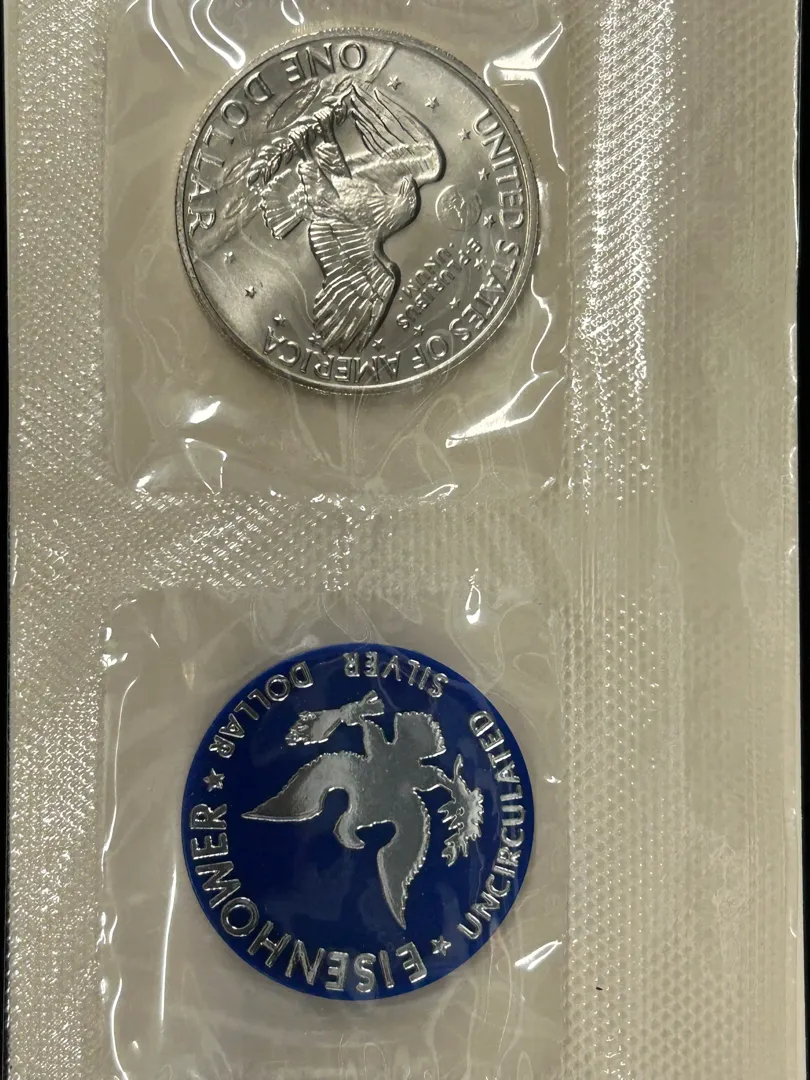 UNITED STATES OF AMERICA
E PLURIBUS
UNUM
ONE DOLLAR
EISENHOWER
UNCIRCULATED
SILVER DOLLAR